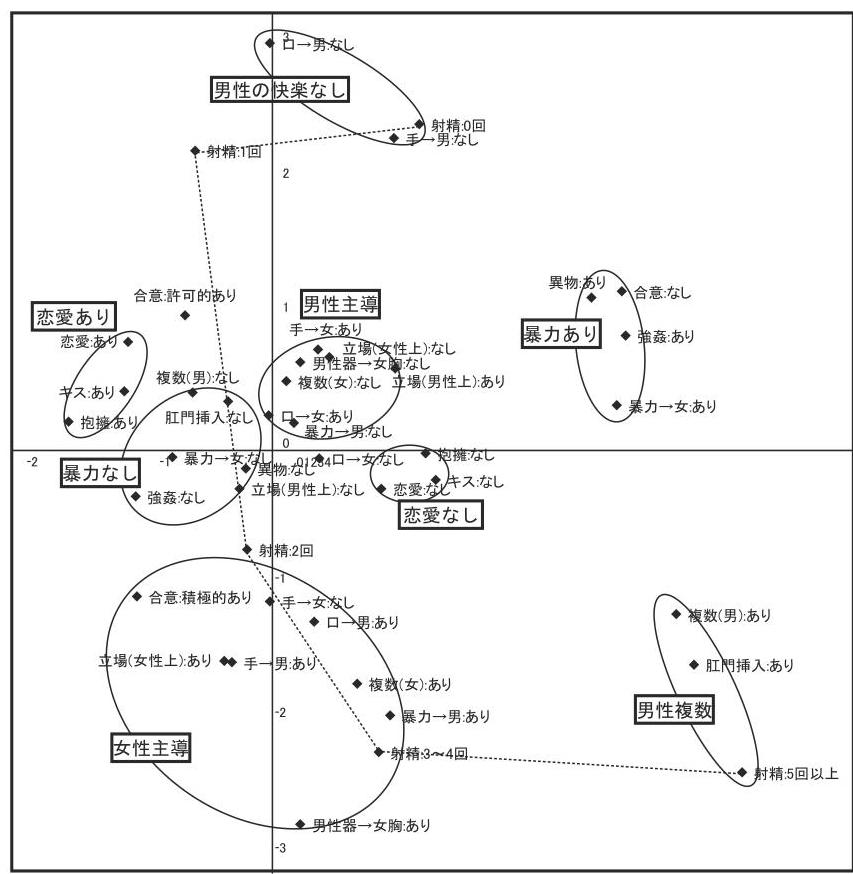 3
口→男:なし
男性の快楽なし
射精:0回
手→男:なし
射精:1回
2
異物:あり
合意:なし
合意:許可的あり
男性主導
1
恋愛あり
手→女:あり
暴力あり
強姦:あり
恋愛:あり
立場(女性上):なし
男性器→女胸:なし
複数(男):なし
複数(女):なし
立場(男性上):あり
キス:あり
暴力→女:あり
肛門挿入:なし
口→女:あり
抱擁:あり
暴力→男:なし
0
-2
-1
暴力→女:なし
01234
口→女:なし
抱擁:なし
暴力なし
異物:なし
キス:なし
強姦:なし
立場(男性上):なし
恋愛:なし
恋愛なし
射精:2回
-1
合意:積極的あり
手→女:なし
口→男:あり
複数(男):あり
立場(女性上):あり
手→男:あり
肛門挿入:あり
複数(女):あり
男性複数
-2
暴力→男:あり
女性主導
射精:3〜4回
射精:5回以上
男性器→女胸:あり
-3